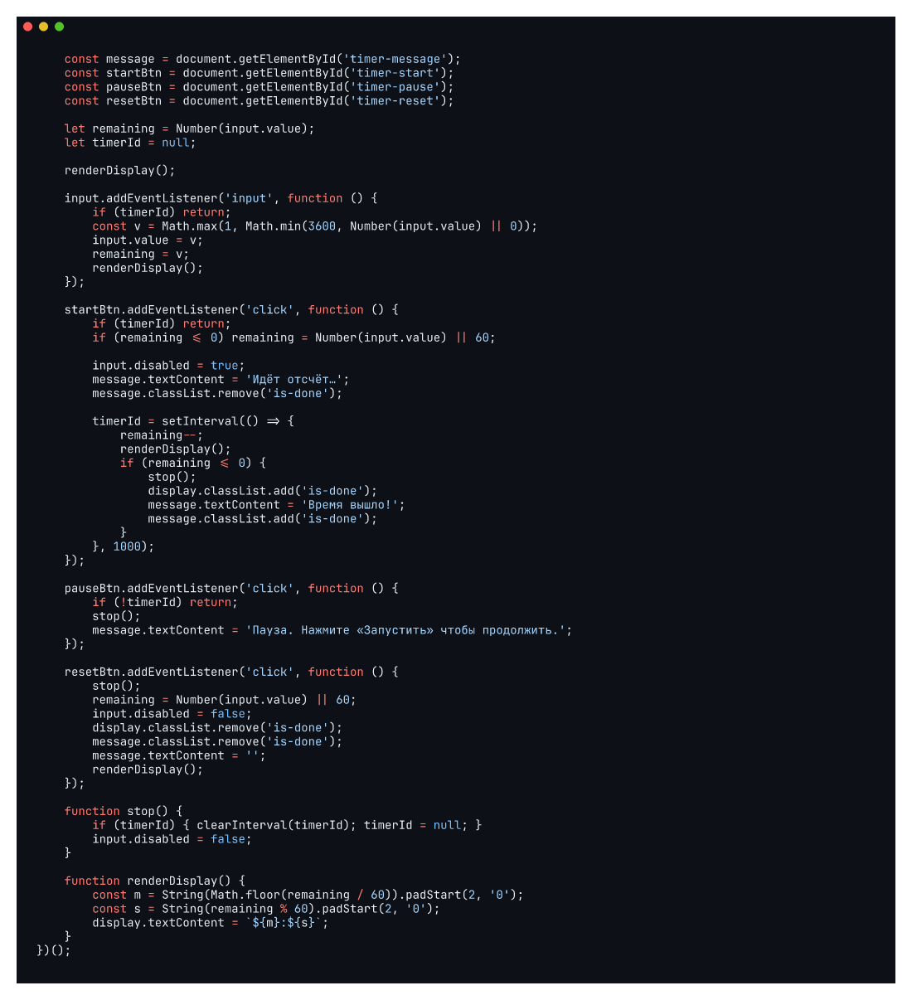 const message = document.getElementById('timer-message');
const startBtn = document.getElementById('timer-start');
const pauseBtn = document.getElementById('timer-pause');
const resetBtn = document.getElementById('timer-reset');
let remaining = Number(input.value);
let timerId = null;
renderDisplay();
input.addEventListener('input', function () {
if (timerId) return;
const v = Math.max(1, Math.min(3600, Number(input.value) || 0));
input.value = v;
remaining = v;
renderDisplay();
});
startBtn.addEventListener('click', function () {
if (timerId) return;
if (remaining <= 0) remaining = Number(input.value) || 60;
input.disabled = true;
message.textContent = 'Идёт отсчёт…';
message.classList.remove('is-done');
timerId = setInterval(() => {
remaining--;
renderDisplay();
if (remaining <= 0) {
stop();
display.classList.add('is-done');
message.textContent = 'Время вышло!';
message.classList.add('is-done');
}
}, 1000);
});
pauseBtn.addEventListener('click', function () {
if (!timerId) return;
stop();
message.textContent = 'Пауза. Нажмите «Запустить» чтобы продолжить.';
});
resetBtn.addEventListener('click', function () {
stop();
remaining = Number(input.value) || 60;
input.disabled = false;
display.classList.remove('is-done');
message.classList.remove('is-done');
message.textContent = '';
renderDisplay();
});
function stop() {
if (timerId) { clearInterval(timerId); timerId = null; }
input.disabled = false;
}
function renderDisplay() {
const m = String(Math.floor(remaining / 60)).padStart(2, '0');
const s = String(remaining % 60).padStart(2, '0');
display.textContent = `${m}:${s}`;
}
})();